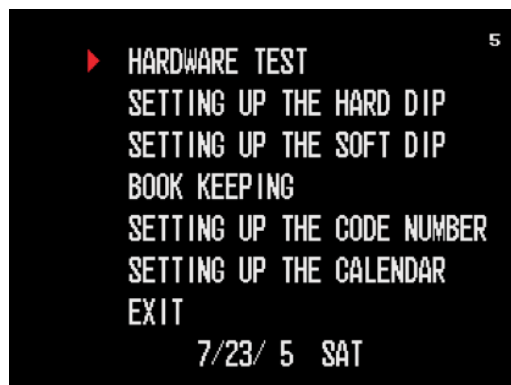 5
HARDWARE TEST
SETTING UP THE HARD DIP
SETTING UP THE SOFT DIP
BOOK KEEPING
SETTING UP THE CODE NUMBER
SETTING UP THE CALENDAR
EXIT
7/23/ 5 SAT